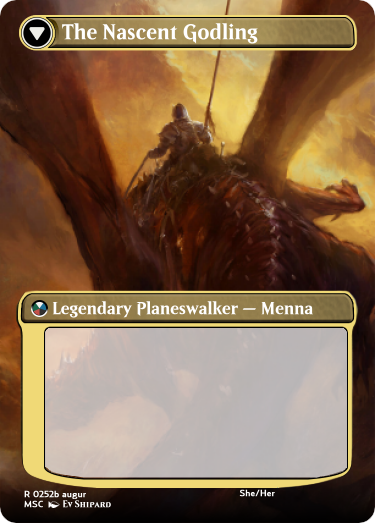 The Nascent Godling
Legendary Planeswalker — Menna
R 0252b augur
She/Her
MSC Ev Shipard